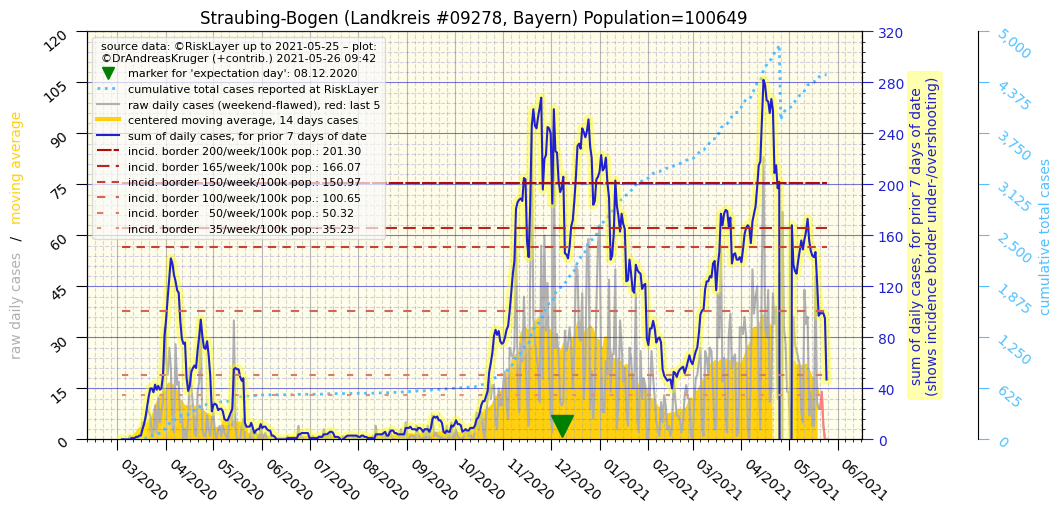 Straubing-Bogen (Landkreis #09278, Bayern) Population=100649
source data: ©RiskLayer up to 2021-05-25 – plot:
©DrAndreasKruger (+contrib.) 2021-05-26 09:42
marker for 'expectation day': 08.12.2020
cumulative total cases reported at RiskLayer
raw daily cases (weekend-flawed), red: last 5
centered moving average, 14 days cases
sum of daily cases, for prior 7 days of date
incid. border 200/week/100k pop.: 201.30
incid. border 165/week/100k pop.: 166.07
incid. border 150/week/100k pop.: 150.97
incid. border 100/week/100k pop.: 100.65
incid. border   50/week/100k pop.: 50.32
incid. border   35/week/100k pop.: 35.23
raw daily cases  /  moving average
120
105
90
75
60
45
30
15
0
03/2020
04/2020
05/2020
06/2020
07/2020
08/2020
09/2020
10/2020
11/2020
12/2020
01/2021
02/2021
03/2021
04/2021
05/2021
06/2021
320
280
240
200
160
120
80
40
0
sum of daily cases, for prior 7 days of date
(shows incidence border under-/overshooting)
5,000
4,375
3,750
3,125
2,500
1,875
1,250
625
0
cumulative total cases